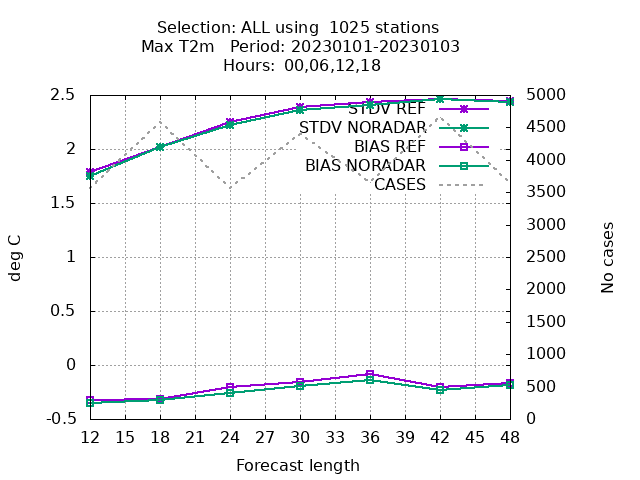 Selection: ALL using  1025 stations
Max T2m   Period: 20230101-20230103
Hours: 00,06,12,18
2.5
2
1.5
1
0.5
0
-0.5
deg C
STDV REF
STDV NORADAR
BIAS REF
BIAS NORADAR
CASES
5000
4500
4000
3500
3000
2500
2000
1500
1000
500
0
No cases
12 15 18 21 24 27 30 33 36 39 42 45 48
Forecast length